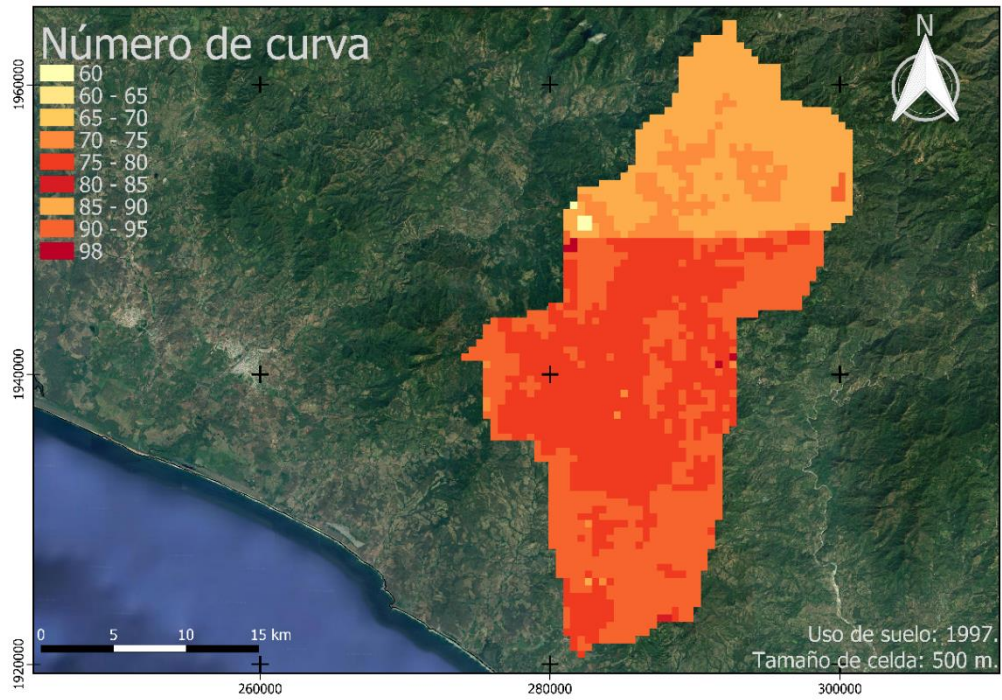 Número de curva
60
60 - 65
65 - 70
70 - 75
75 - 80
80 - 85
85 - 90
90 - 95
98
N
1960000
1940000
1920000
0 5 10 15 km
Uso de suelo: 1997.
Tamaño de celda: 500 m.
260000 280000 300000